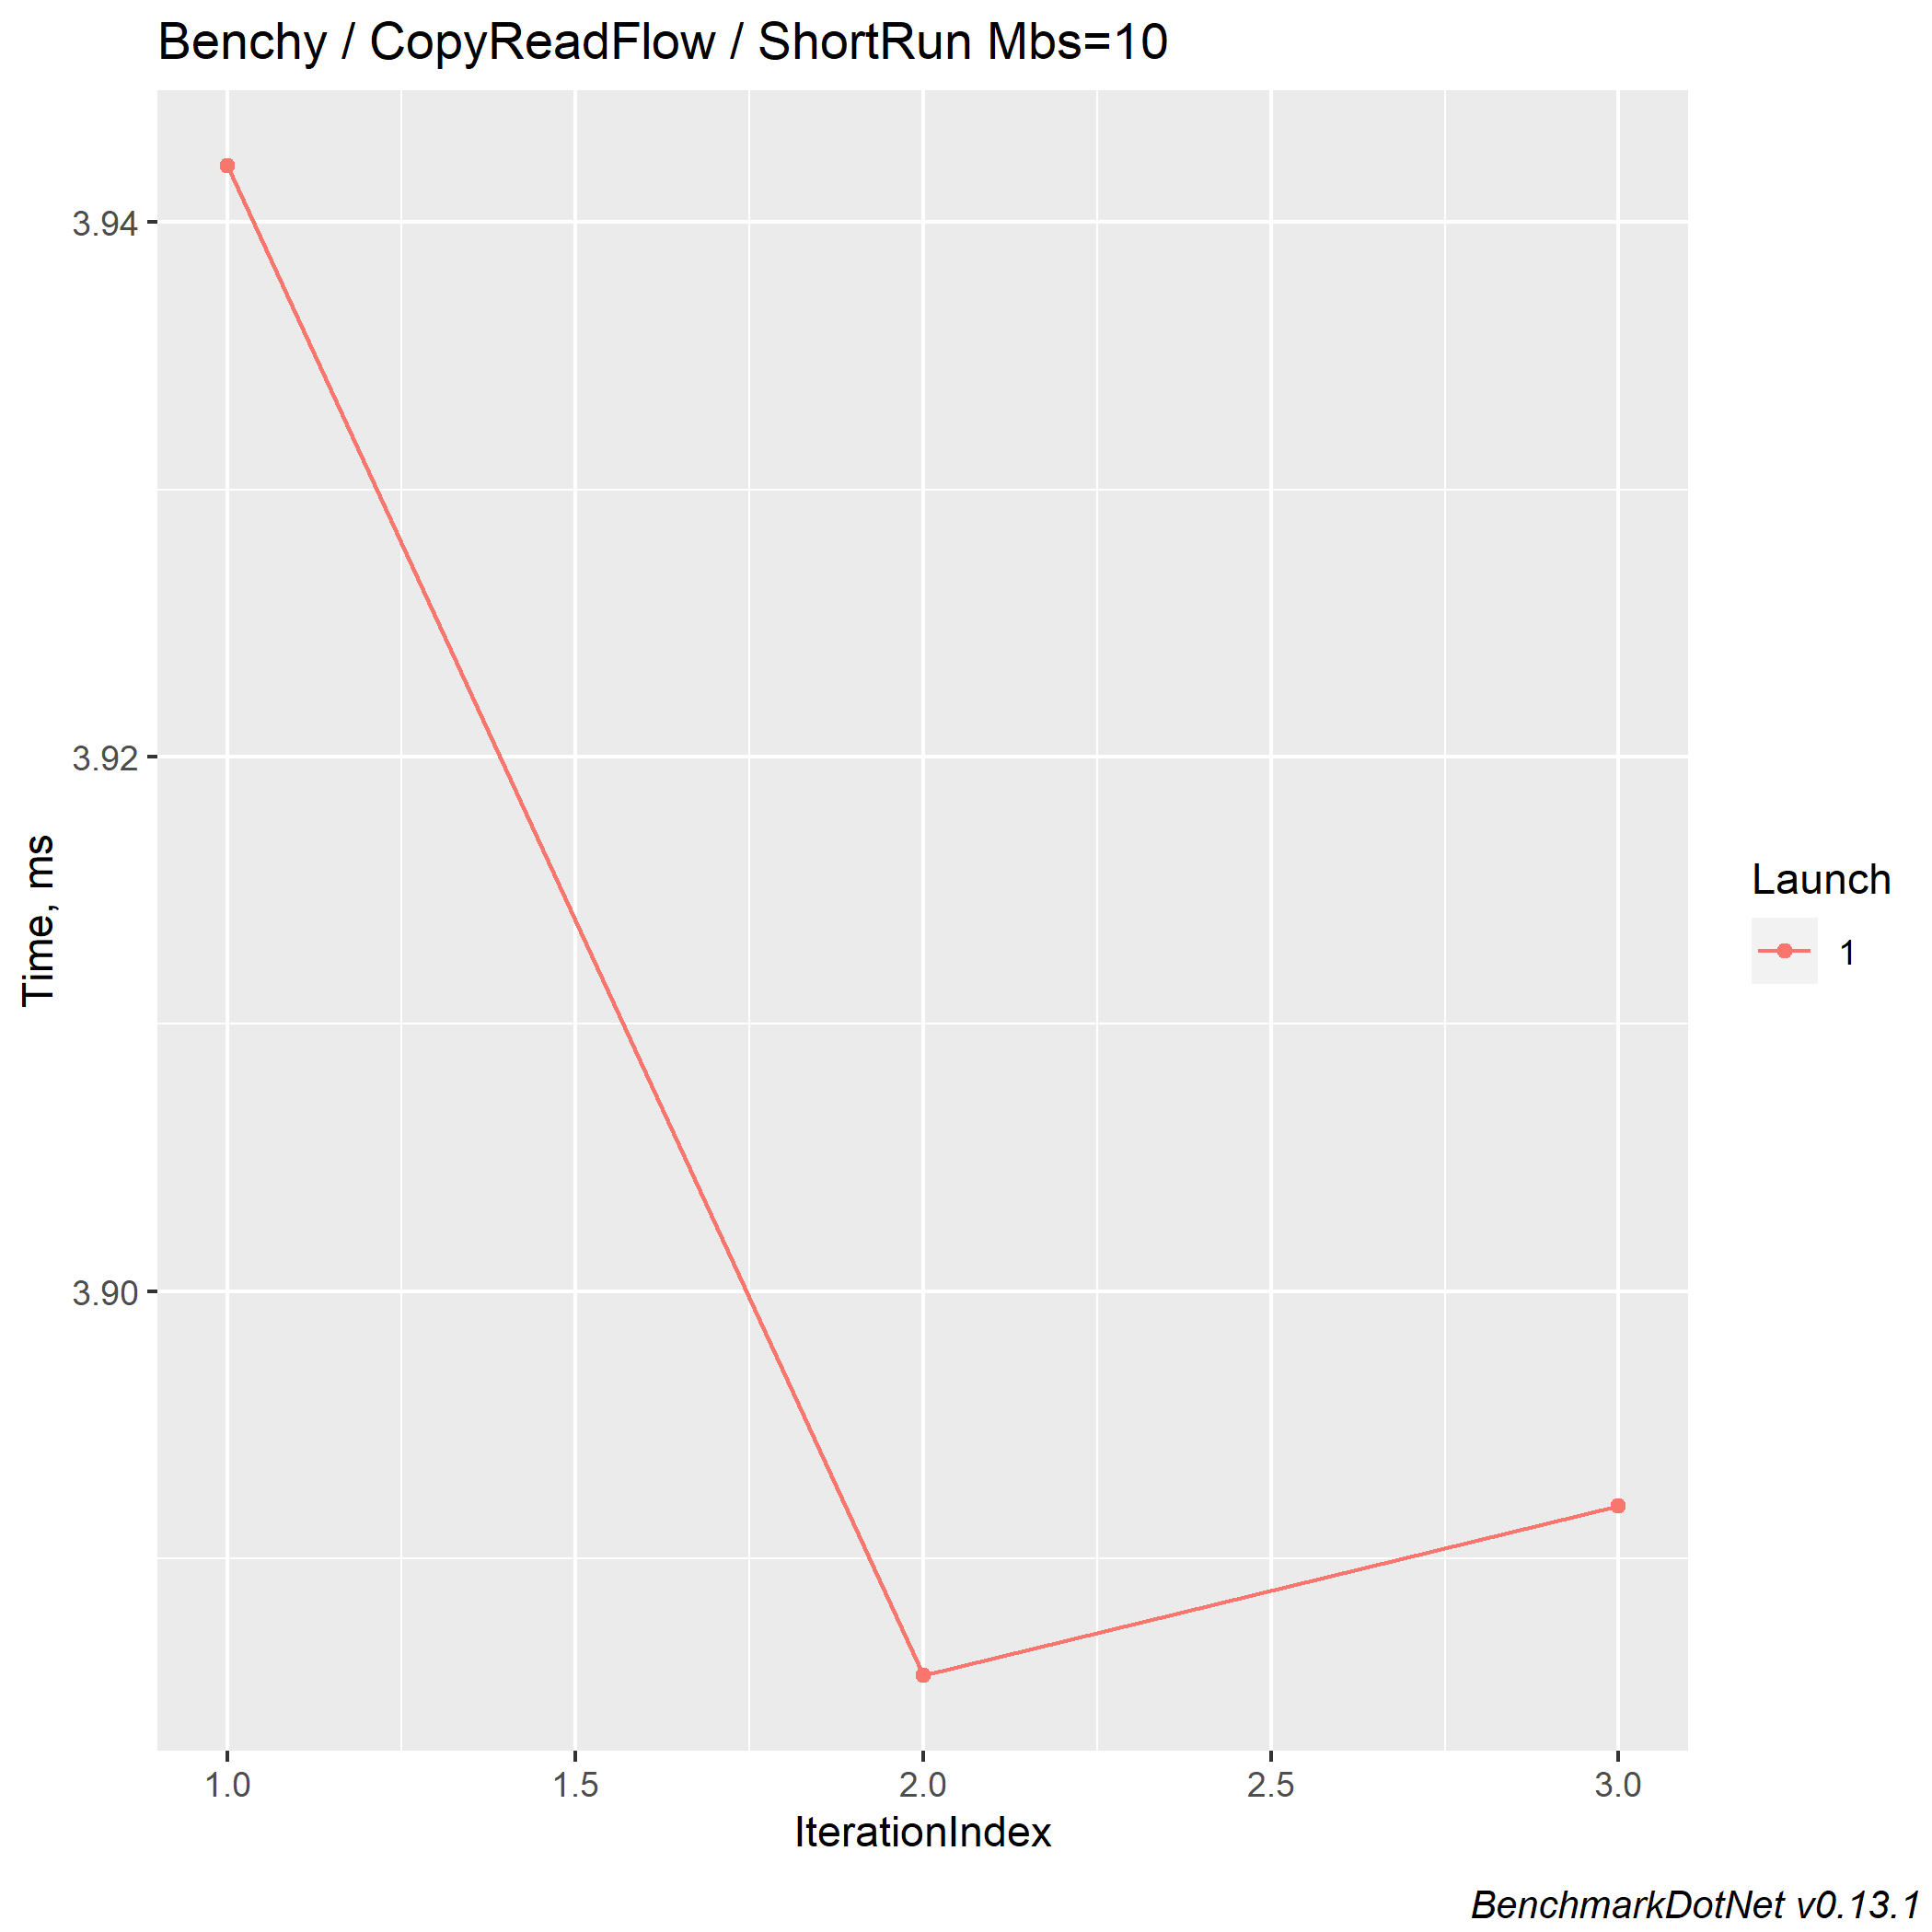 Benchy / CopyReadFlow / ShortRun Mbs=10
Time, ms
3.94
3.92
3.90
1.0 1.5 2.0 2.5 3.0
IterationIndex
Launch
1
BenchmarkDotNet v0.13.1